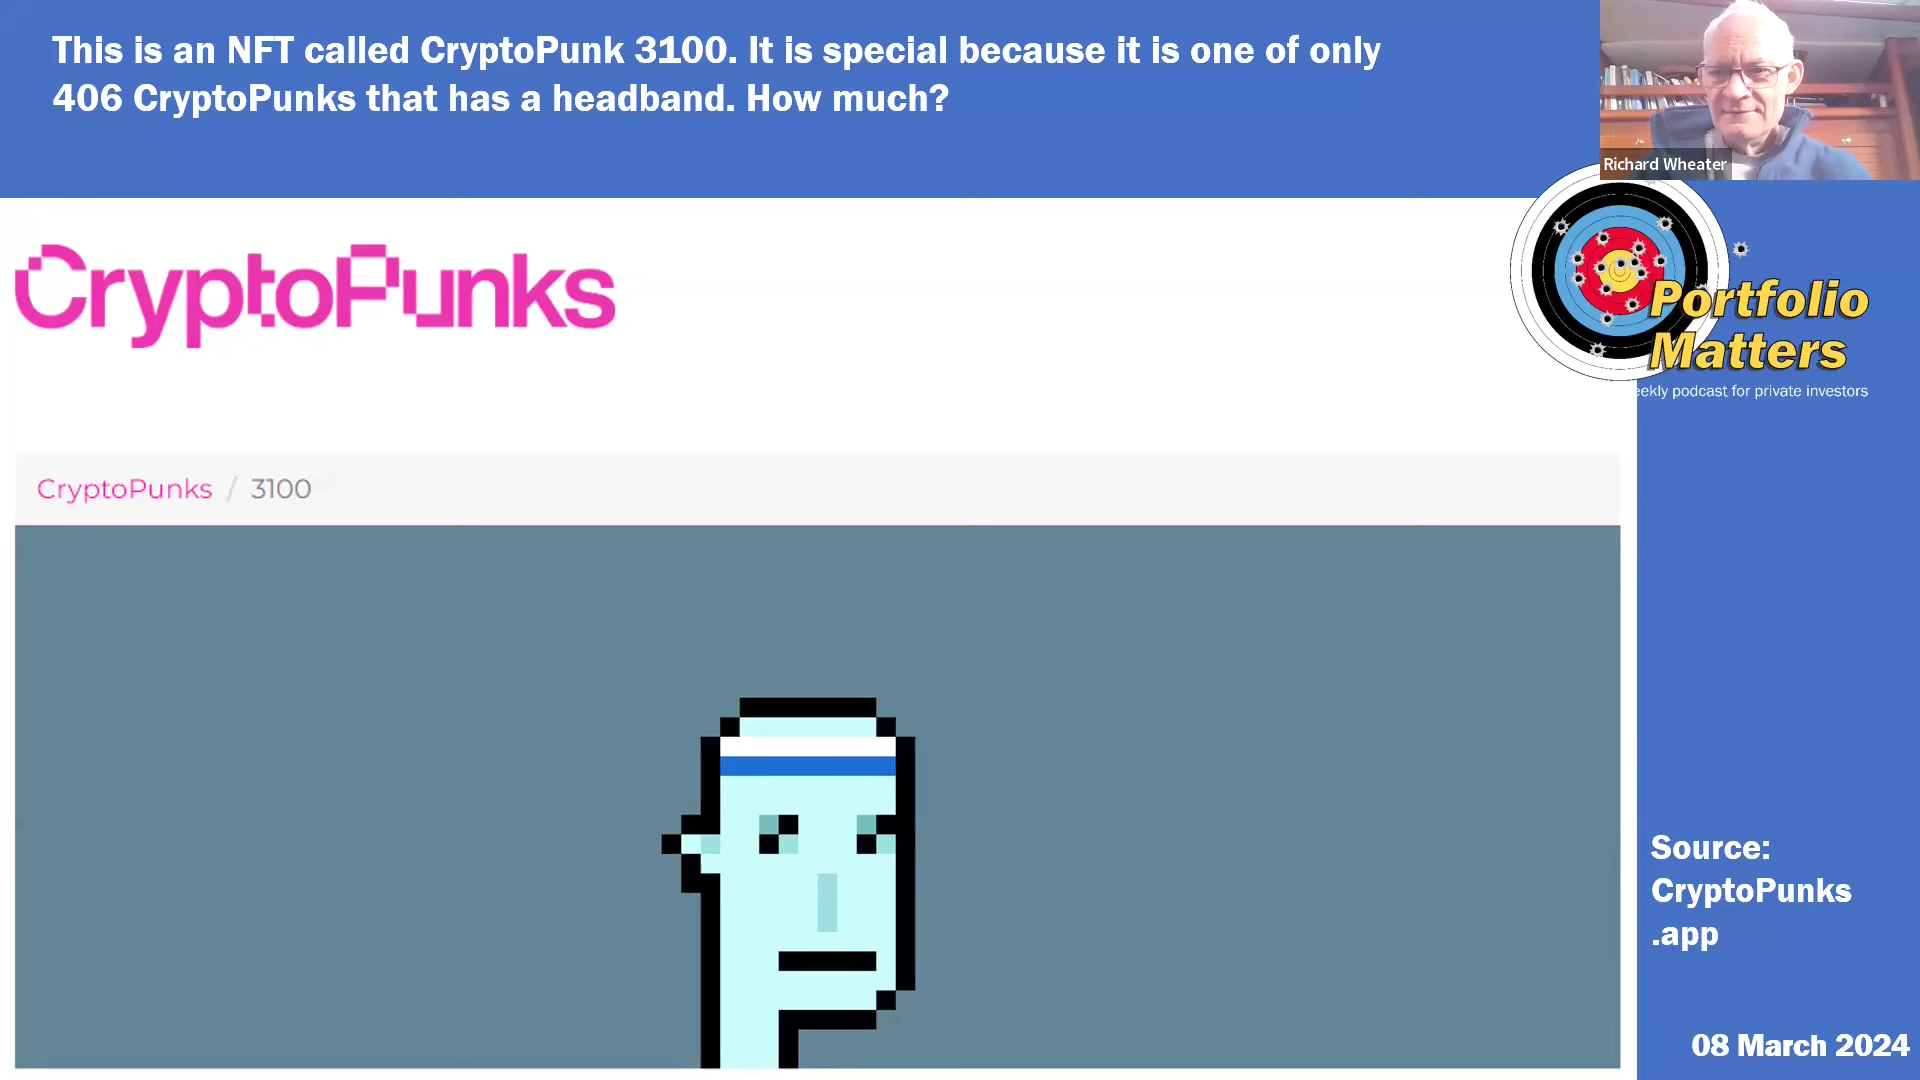 This is an NFT called CryptoPunk 3100. It is special because it is one of only
406 CryptoPunks that has a headband. How much?
Richard Wheater
CryptoPunks
Portfolio
Matters
eekly podcast for private investors
CryptoPunks / 3100
Source:
CryptoPunks
.app
08 March 2024